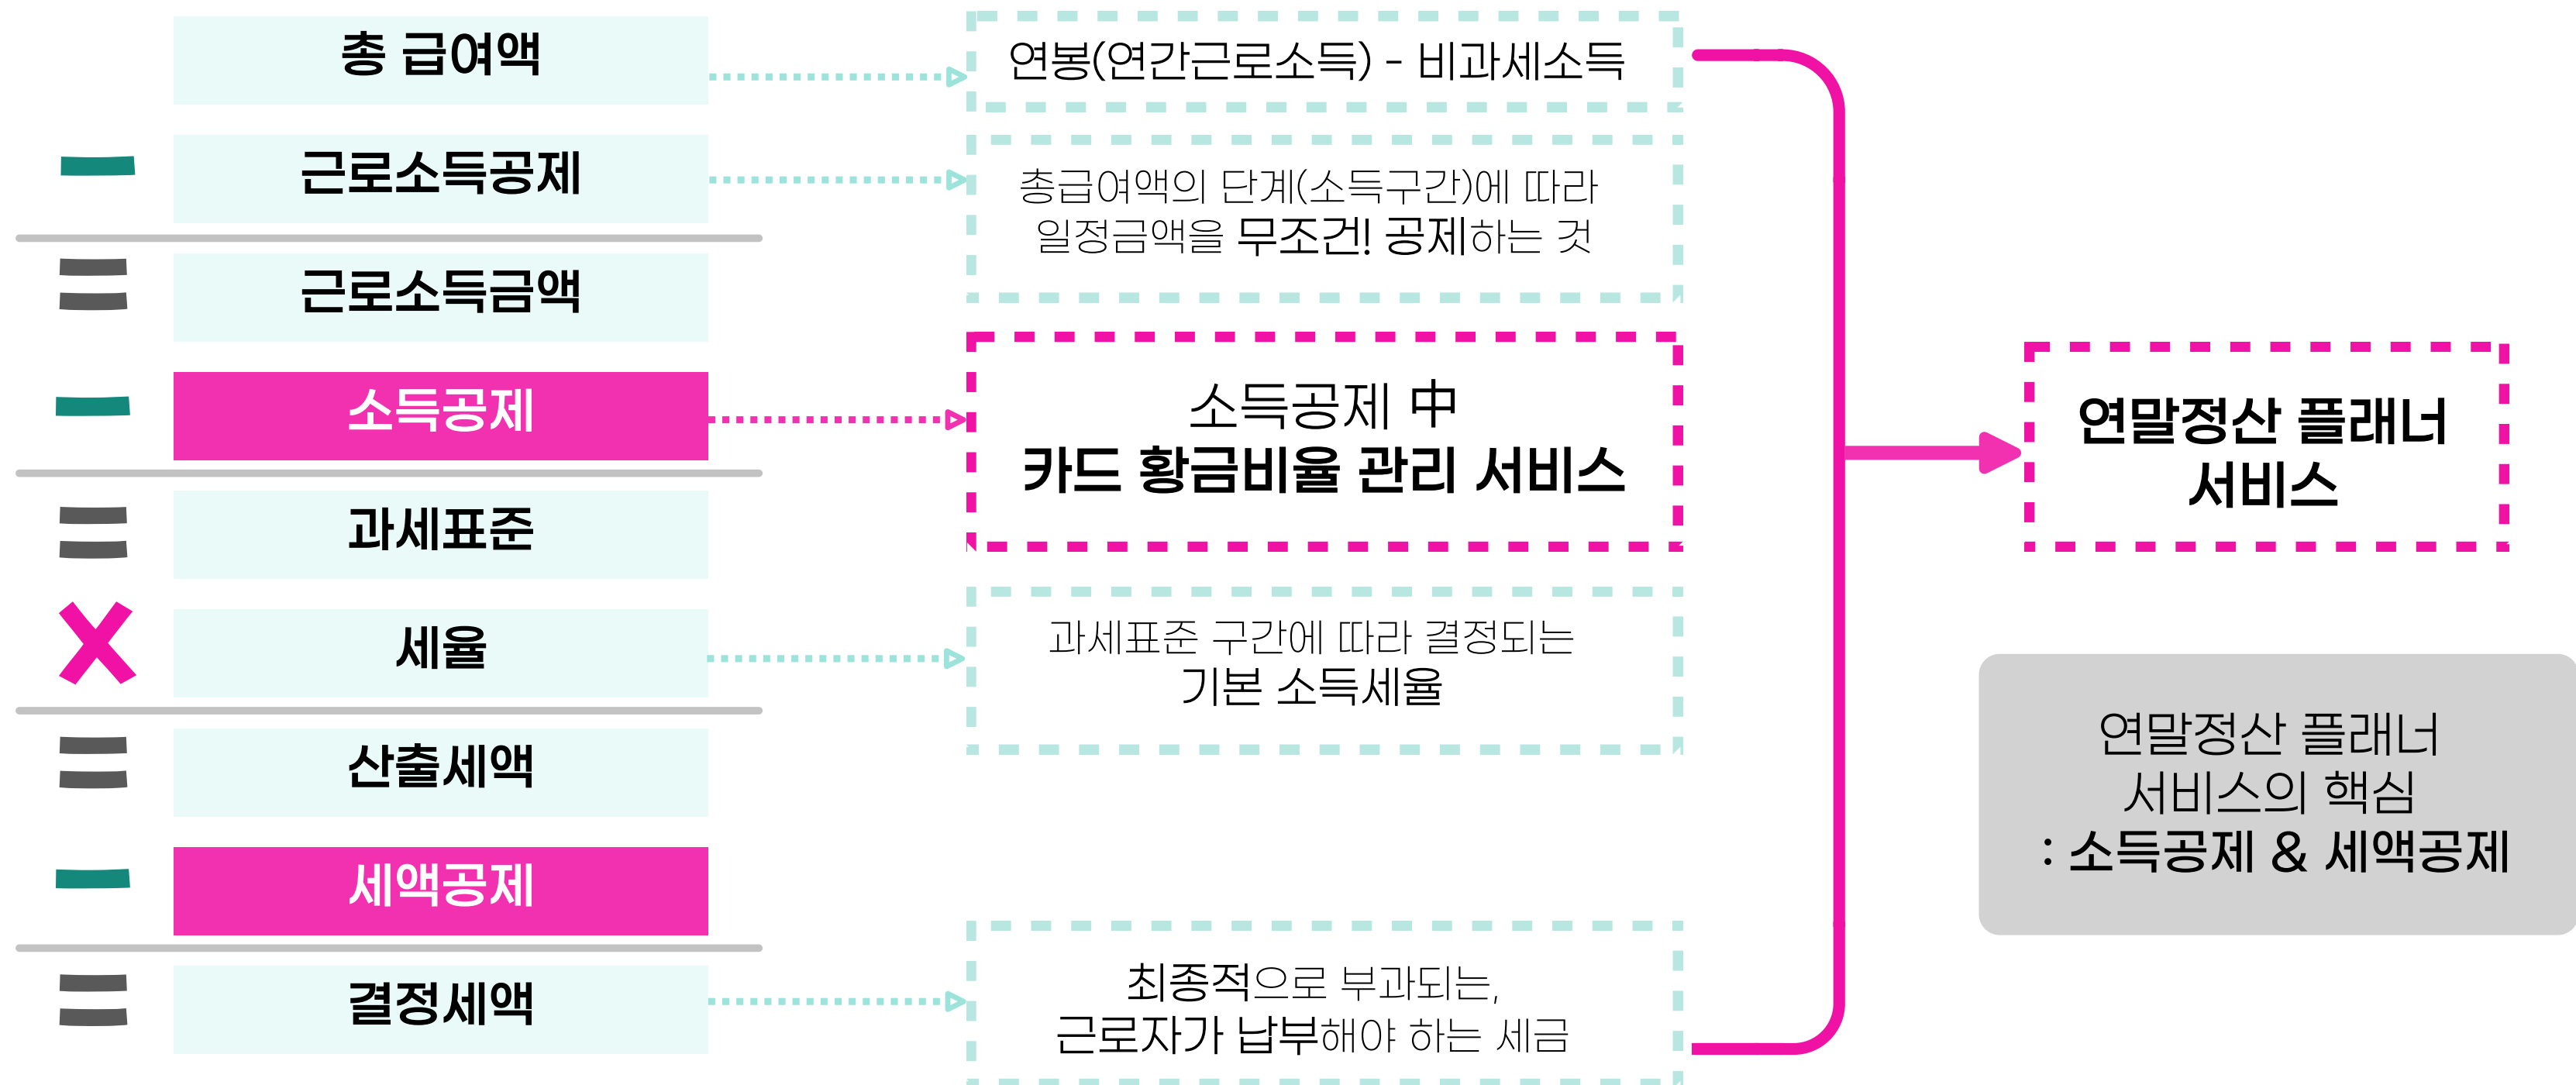 총 급여액
연봉(연간근로소득) - 비과세소득
근로소득공제
총급여액의 단계(소득구간)에 따라
일정금액을 무조건! 공제하는 것
근로소득금액
소득공제
소득공제 中
카드 황금비율 관리 서비스
과세표준
세율
과세표준 구간에 따라 결정되는
기본 소득세율
산출세액
세액공제
결정세액
최종적으로 부과되는,
근로자가 납부해야 하는 세금
연말정산 플래너
서비스
연말정산 플래너
서비스의 핵심
: 소득공제 & 세액공제